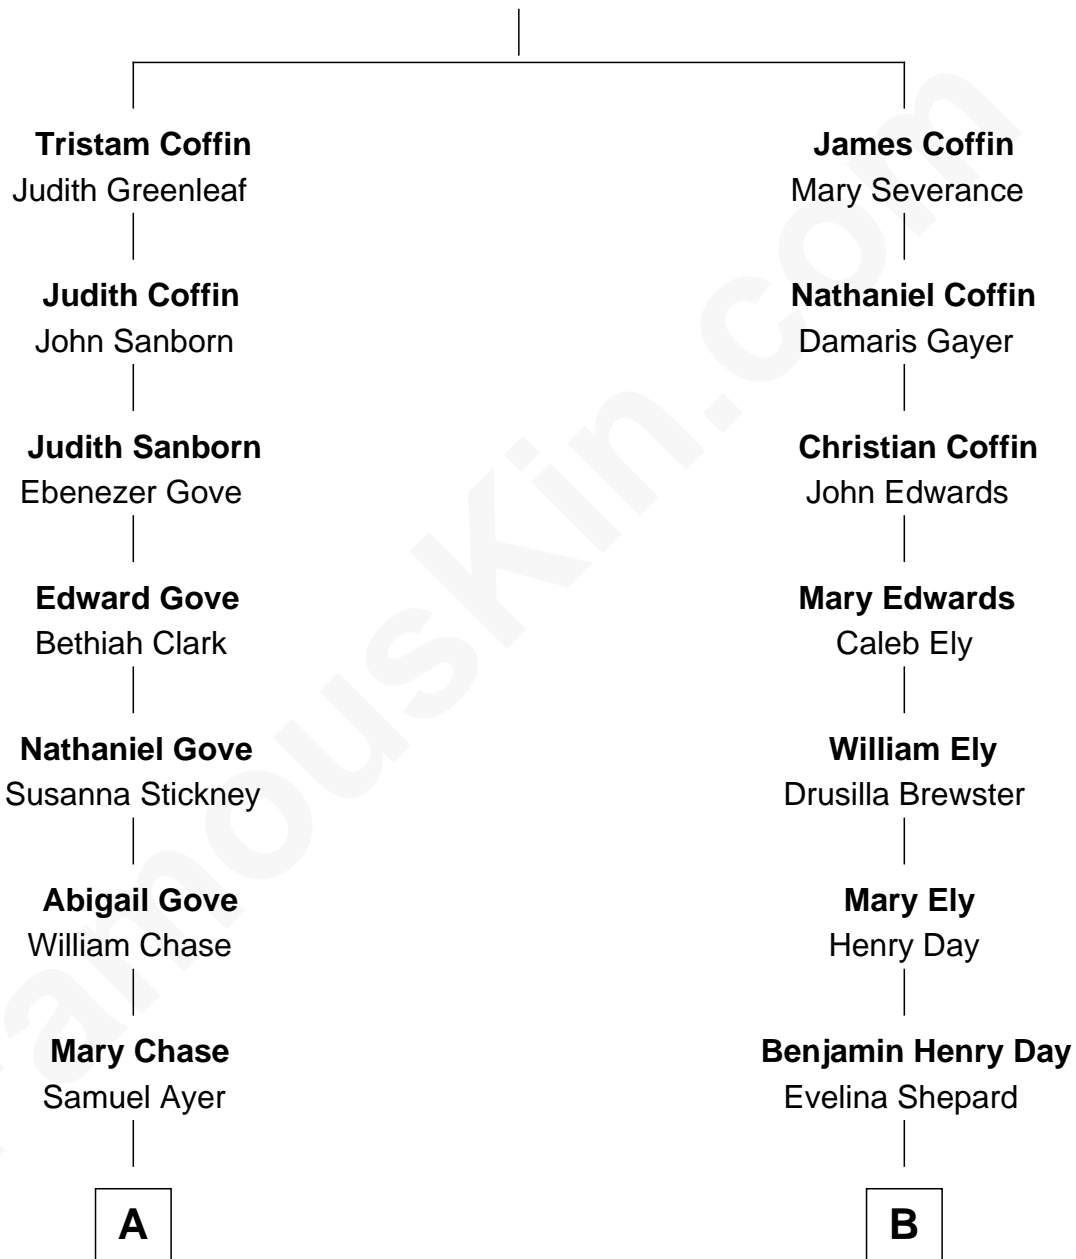 Tristam Coffin
Judith Greenleaf
Judith Coffin
John Sanborn
Judith Sanborn
Ebenezer Gove
Edward Gove
Bethiah Clark
Nathaniel Gove
Susanna Stickney
Abigail Gove
William Chase
Mary Chase
Samuel Ayer
A
James Coffin
Mary Severance
Nathaniel Coffin
Damaris Gayer
Christian Coffin
John Edwards
Mary Edwards
Caleb Ely
William Ely
Drusilla Brewster
Mary Ely
Henry Day
Benjamin Henry Day
Evelina Shepard
B
FamousKin.com